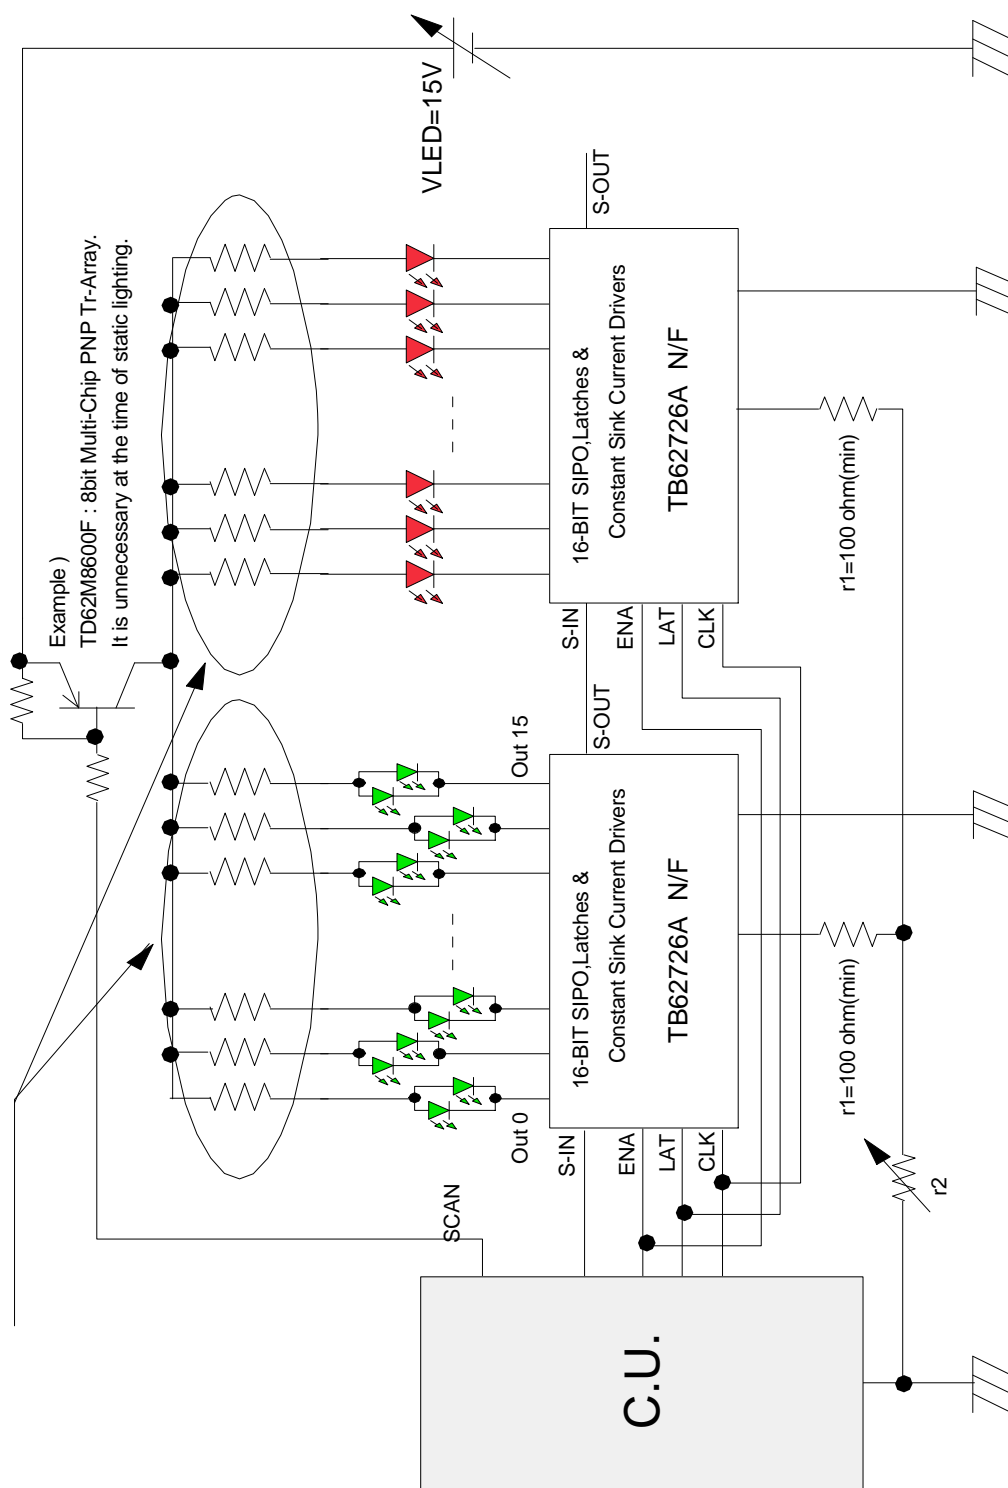 Example )
TD62M8600F : 8bit Multi-Chip PNP Tr-Array.
It is unnecessary at the time of static lighting.
VLED=15V
SCAN
Out 0
Out 15
S-IN
ENA
LAT
CLK
16-BIT SIPO,Latches &
Constant Sink Current Drivers
TB62726A N/F
S-OUT
S-IN
ENA
LAT
CLK
16-BIT SIPO,Latches &
Constant Sink Current Drivers
TB62726A N/F
S-OUT
C.U.
r1=100 ohm(min)
r1=100 ohm(min)
r2